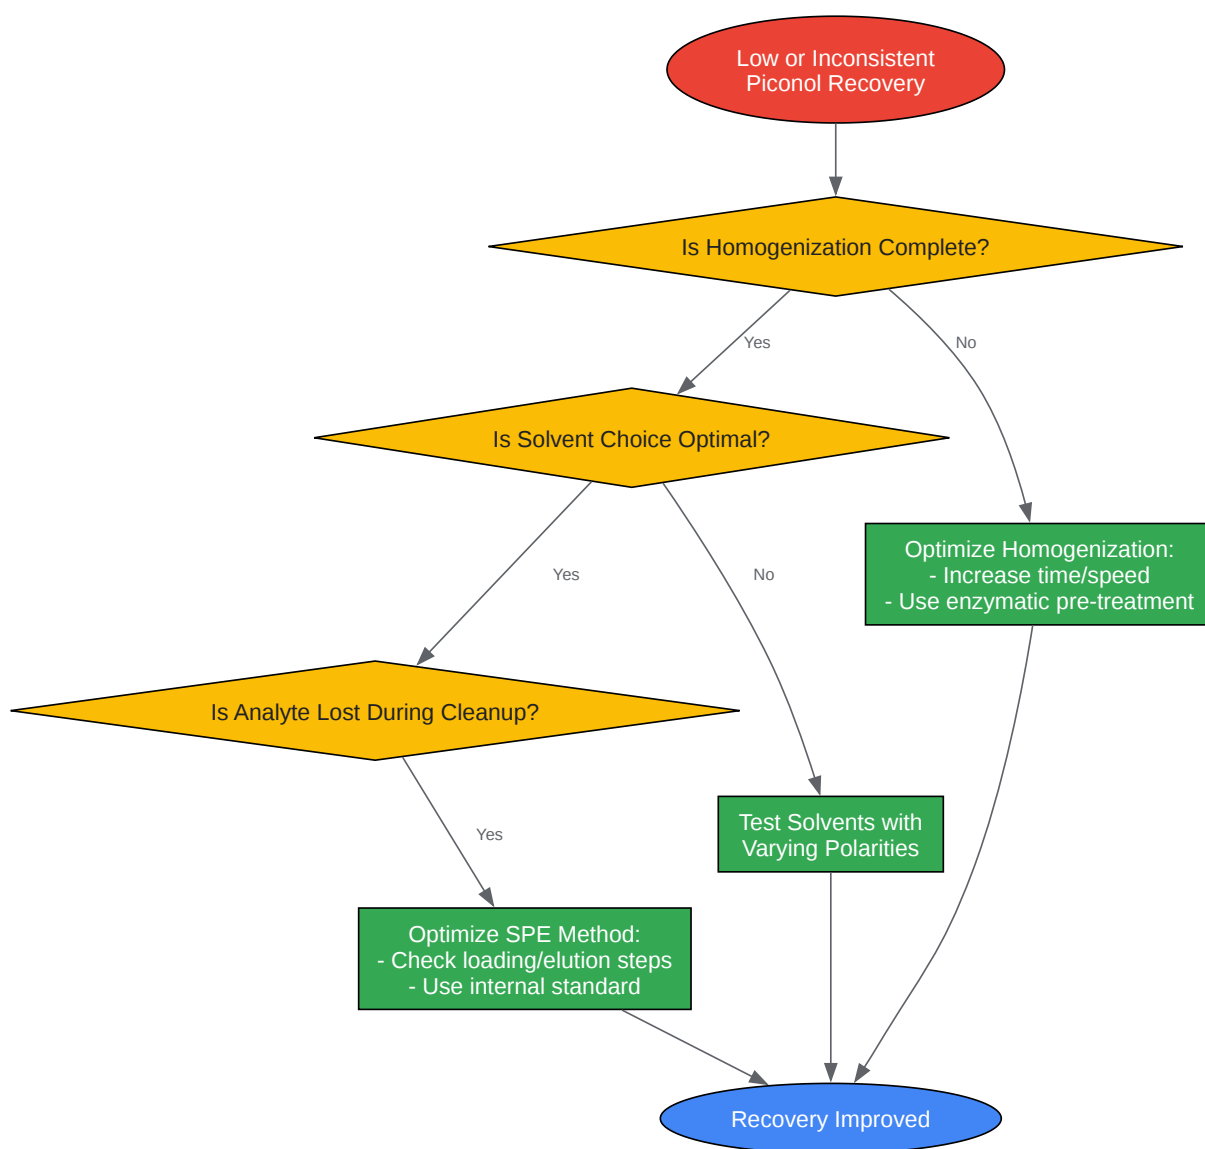 Low or Inconsistent
Piconol Recovery
Is Homogenization Complete?
Yes
No
Is Solvent Choice Optimal?
Optimize Homogenization:
- Increase time/speed
- Use enzymatic pre-treatment
Yes
No
Is Analyte Lost During Cleanup?
Test Solvents with
Varying Polarities
Yes
Optimize SPE Method:
- Check loading/elution steps
- Use internal standard
Recovery Improved